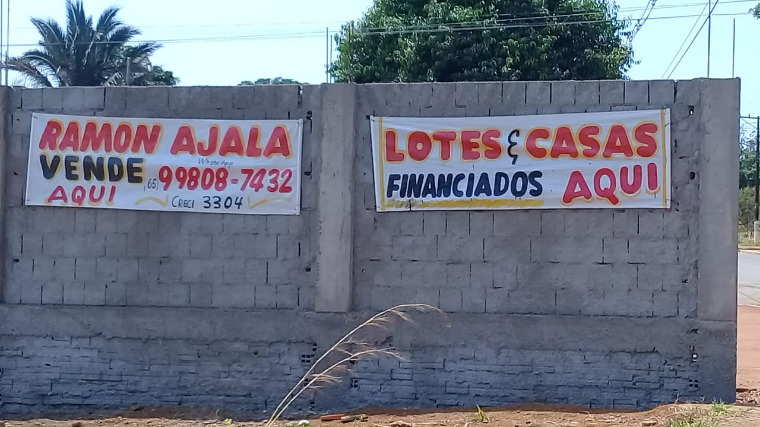 RAMON AJALA
VENDE WhatsApp
AQUI (65) 99808-7432
CRECI 3304
LOTES & CASAS
FINANCIADOS AQUI